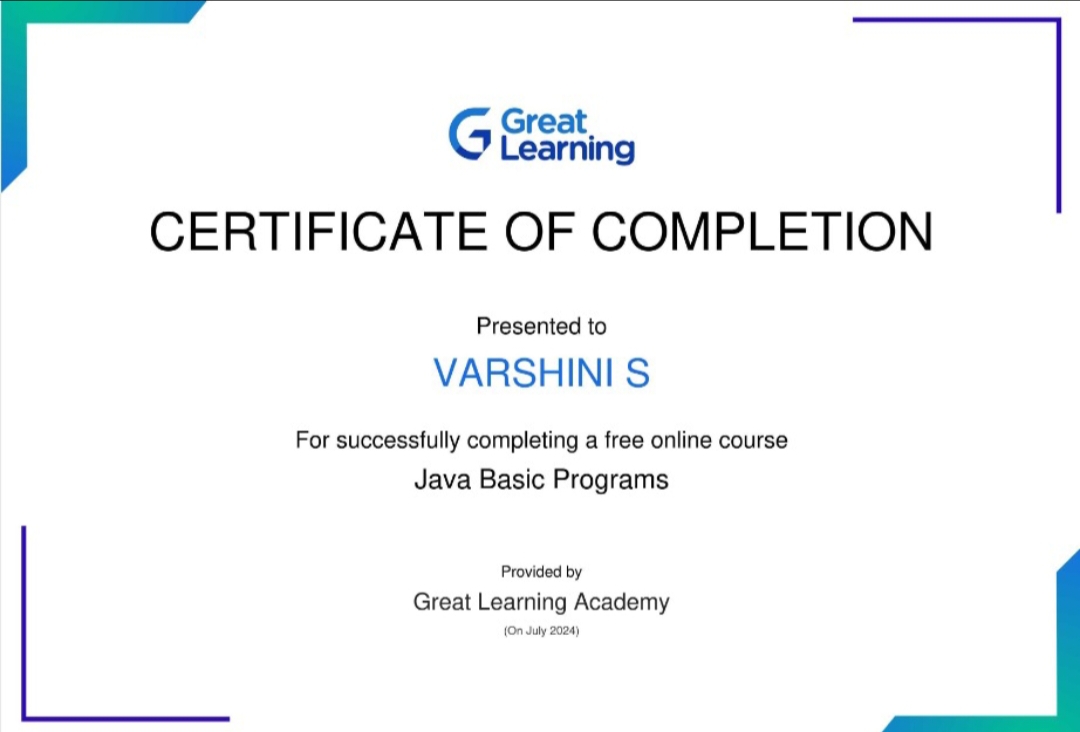 Great
Learning
CERTIFICATE OF COMPLETION
Presented to
VARSHINI S
For successfully completing a free online course
Java Basic Programs
Provided by
Great Learning Academy
(On July 2024)